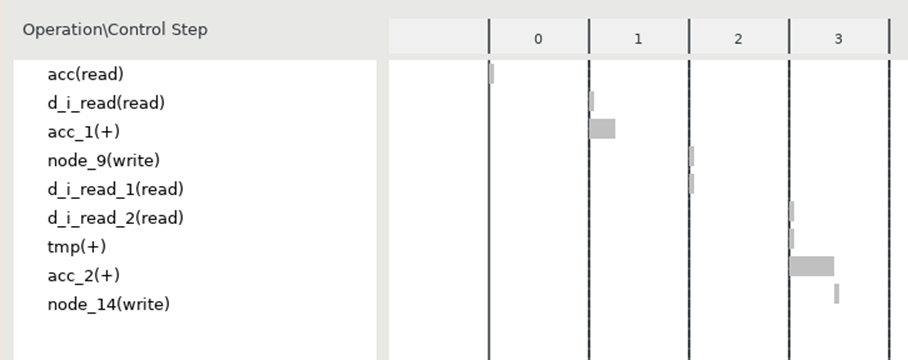 Operation\Control Step
0 1 2 3
acc(read)
d_i_read(read)
acc_1(+)
node_9(write)
d_i_read_1(read)
d_i_read_2(read)
tmp(+)
acc_2(+)
node_14(write)